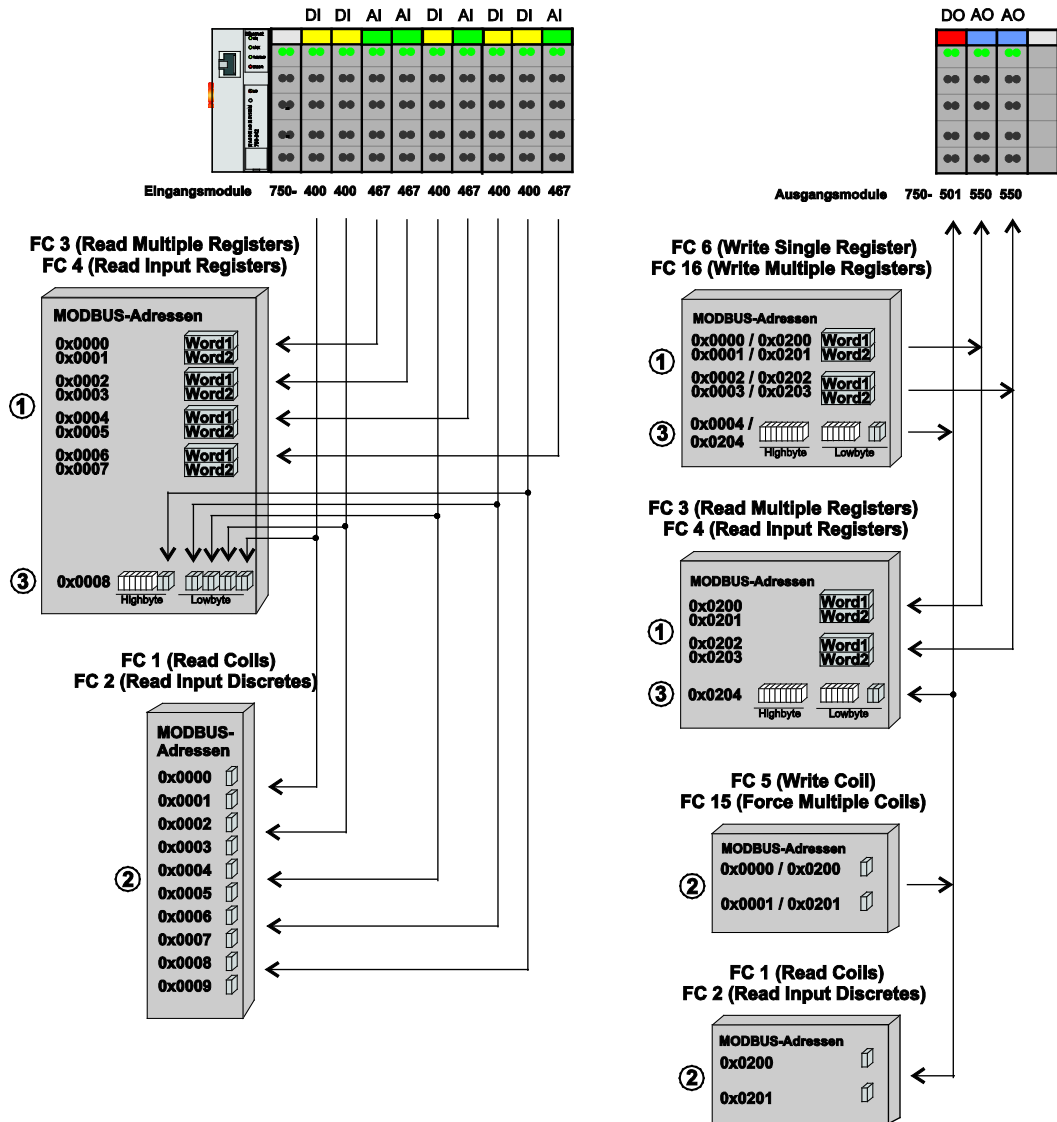 DI DI AI AI DI AI DI DI AI
Eingangsmodule 750- 400 400 467 467 400 467 400 400 467
FC 3 (Read Multiple Registers)
FC 4 (Read Input Registers)
MODBUS-Adressen
0x0000 Word1
0x0001 Word2
0x0002 Word1
0x0003 Word2
1
0x0004 Word1
0x0005 Word2
0x0006 Word1
0x0007 Word2
3 0x0008
Highbyte Lowbyte
FC 1 (Read Coils)
FC 2 (Read Input Discretes)
MODBUS-
Adressen
0x0000
0x0001
0x0002
0x0003
2 0x0004
0x0005
0x0006
0x0007
0x0008
0x0009
DO AO AO
Ausgangsmodule 750- 501 550 550
FC 6 (Write Single Register)
FC 16 (Write Multiple Registers)
MODBUS-Adressen
1
0x0000 / 0x0200 Word1
0x0001 / 0x0201 Word2
0x0002 / 0x0202 Word1
0x0003 / 0x0203 Word2
3 0x0004 /
0x0204
Highbyte Lowbyte
FC 3 (Read Multiple Registers)
FC 4 (Read Input Registers)
MODBUS-Adressen
1
0x0200 Word1
0x0201 Word2
0x0202 Word1
0x0203 Word2
3 0x0204
Highbyte Lowbyte
FC 5 (Write Coil)
FC 15 (Force Multiple Coils)
MODBUS-Adressen
2
0x0000 / 0x0200
0x0001 / 0x0201
FC 1 (Read Coils)
FC 2 (Read Input Discretes)
MODBUS-Adressen
2
0x0200
0x0201